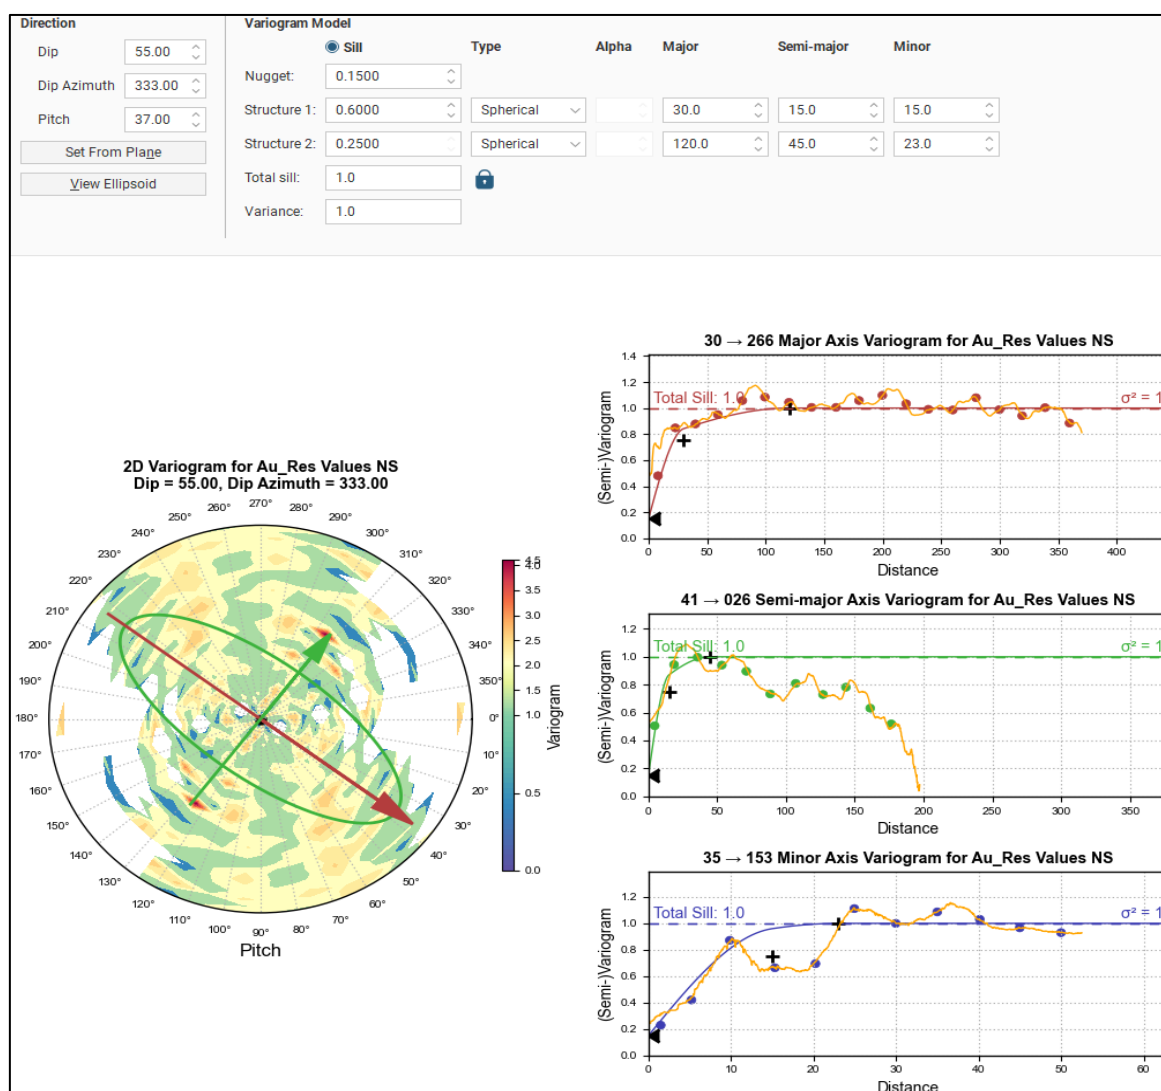 Direction
Dip 55.00
Dip Azimuth 333.00
Pitch 37.00
Set From Plane
View Ellipsoid
Variogram Model
Sill Type Alpha Major Semi-major Minor
Nugget: 0.1500
Structure 1: 0.6000 Spherical 30.0 15.0 15.0
Structure 2: 0.2500 Spherical 120.0 45.0 23.0
Total sill: 1.0
Variance: 1.0
2D Variogram for Au_Res Values NS
Dip = 55.00, Dip Azimuth = 333.00
270°
260° 280°
250° 290°
240° 300°
230° 310°
220° 320°
210° 330°
200° 340°
190° 350°
180° 0°
170° 10°
160° 20°
150° 30°
140° 40°
130° 50°
120° 60°
110° 70°
100° 90° 80°
Pitch
4.5
4.0
3.5
3.0
2.5
2.0
1.5
1.0
0.5
0.0
Variogram
30 → 266 Major Axis Variogram for Au_Res Values NS
1.4
1.2
1.0
0.8
0.6
0.4
0.2
0.0
(Semi-)Variogram
Total Sill: 1.0 σ² = 1
0 50 100 150 200 250 300 350 400
Distance
41 → 026 Semi-major Axis Variogram for Au_Res Values NS
1.2
1.0
0.8
0.6
0.4
0.2
0.0
(Semi-)Variogram
Total Sill: 1.0 σ² = 1
0 50 100 150 200 250 300 350
Distance
35 → 153 Minor Axis Variogram for Au_Res Values NS
1.2
1.0
0.8
0.6
0.4
0.2
0.0
(Semi-)Variogram
Total Sill: 1.0 σ² = 1
0 10 20 30 40 50 60
Distance